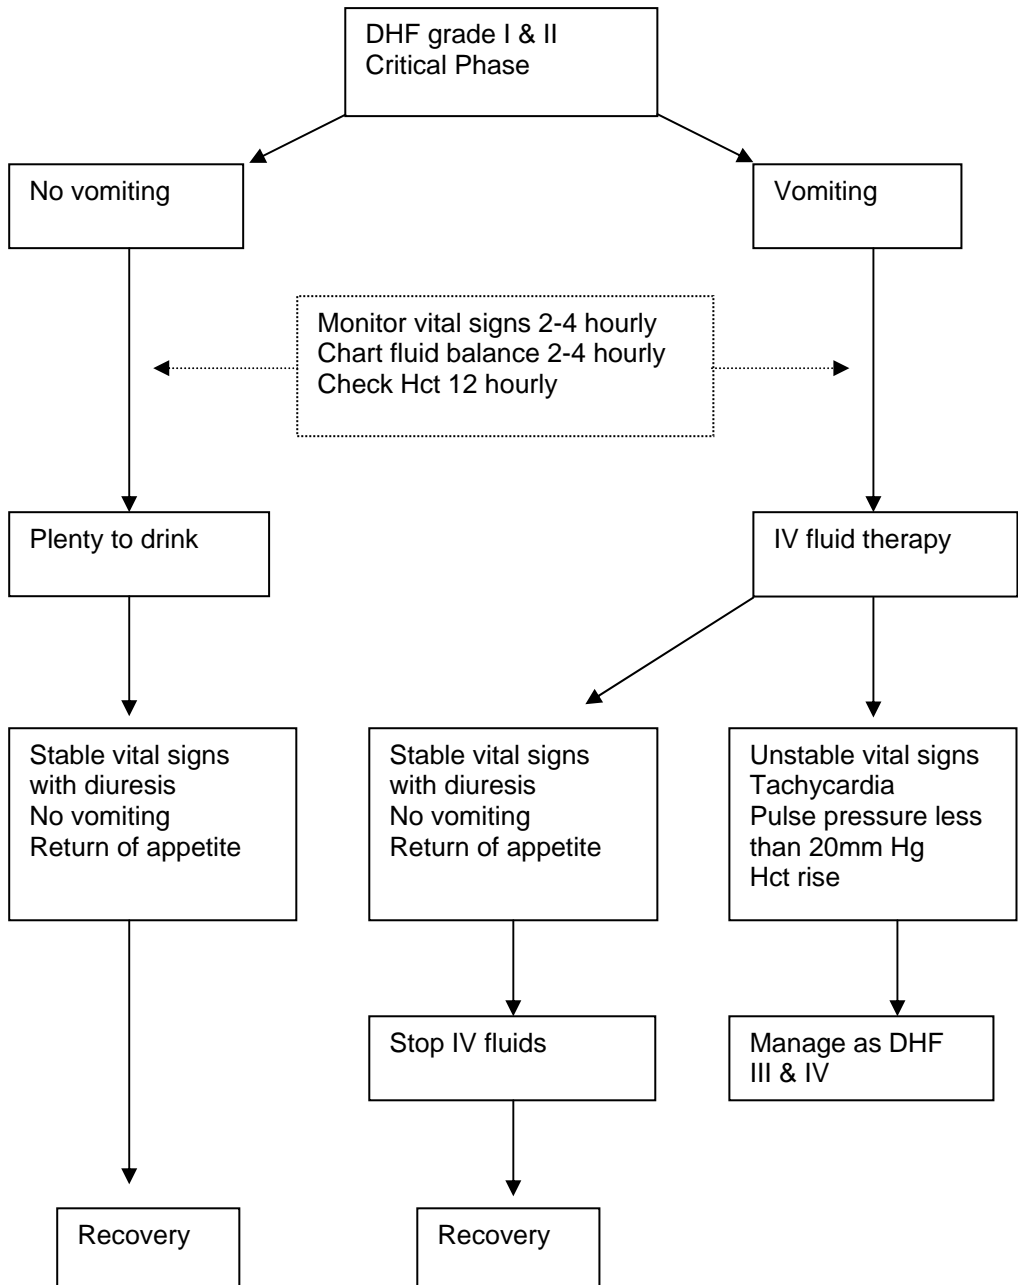 DHF grade I & II
Critical Phase
No vomiting
Vomiting
Monitor vital signs 2-4 hourly
Chart fluid balance 2-4 hourly
Check Hct 12 hourly
Plenty to drink
IV fluid therapy
Stable vital signs
with diuresis
No vomiting
Return of appetite
Stable vital signs
with diuresis
No vomiting
Return of appetite
Unstable vital signs
Tachycardia
Pulse pressure less
than 20mm Hg
Hct rise
Stop IV fluids
Manage as DHF
III & IV
Recovery
Recovery